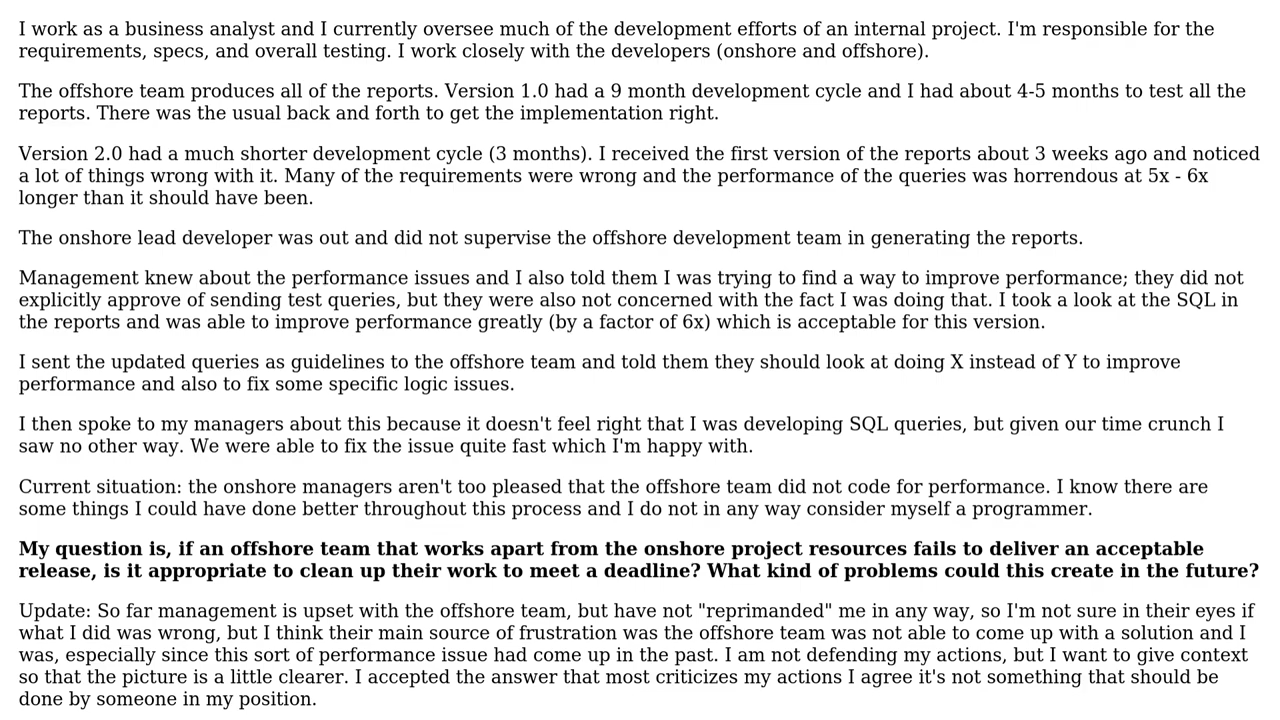 I work as a business analyst and I currently oversee much of the development efforts of an internal project. I'm responsible for the
requirements, specs, and overall testing. I work closely with the developers (onshore and offshore).
The offshore team produces all of the reports. Version 1.0 had a 9 month development cycle and I had about 4-5 months to test all the
reports. There was the usual back and forth to get the implementation right.
Version 2.0 had a much shorter development cycle (3 months). I received the first version of the reports about 3 weeks ago and noticed
a lot of things wrong with it. Many of the requirements were wrong and the performance of the queries was horrendous at 5x - 6x
longer than it should have been.
The onshore lead developer was out and did not supervise the offshore development team in generating the reports.
Management knew about the performance issues and I also told them I was trying to find a way to improve performance; they did not
explicitly approve of sending test queries, but they were also not concerned with the fact I was doing that. I took a look at the SQL in
the reports and was able to improve performance greatly (by a factor of 6x) which is acceptable for this version.
I sent the updated queries as guidelines to the offshore team and told them they should look at doing X instead of Y to improve
performance and also to fix some specific logic issues.
I then spoke to my managers about this because it doesn't feel right that I was developing SQL queries, but given our time crunch I
saw no other way. We were able to fix the issue quite fast which I'm happy with.
Current situation: the onshore managers aren't too pleased that the offshore team did not code for performance. I know there are
some things I could have done better throughout this process and I do not in any way consider myself a programmer.
My question is, if an offshore team that works apart from the onshore project resources fails to deliver an acceptable
release, is it appropriate to clean up their work to meet a deadline? What kind of problems could this create in the future?
Update: So far management is upset with the offshore team, but have not "reprimanded" me in any way, so I'm not sure in their eyes if
what I did was wrong, but I think their main source of frustration was the offshore team was not able to come up with a solution and I
was, especially since this sort of performance issue had come up in the past. I am not defending my actions, but I want to give context
so that the picture is a little clearer. I accepted the answer that most criticizes my actions I agree it's not something that should be
done by someone in my position.